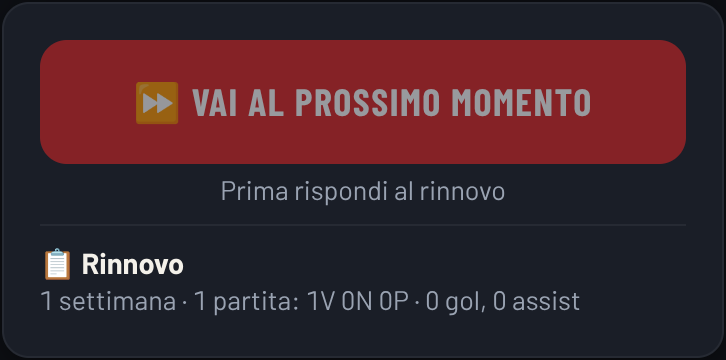 ⏩ VAI AL PROSSIMO MOMENTO
Prima rispondi al rinnovo
📋 Rinnovo
1 settimana · 1 partita: 1V 0N 0P · 0 gol, 0 assist